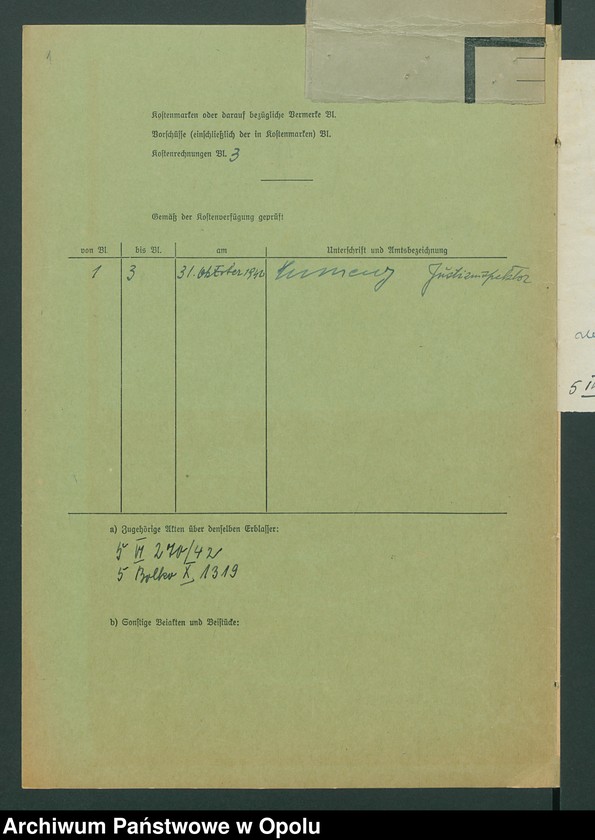 1
Kostenmarken oder darauf bezügliche Vermerke Bl.
Vorschüsse (einschließlich der in Kostenmarken) Bl.
Kostenrechnungen Bl. 3
Gemäß der Kostenverfügung geprüft
von Bl. bis Bl. am Unterschrift und Amtsbezeichnung
1 3 31. Oktober 1942 Justizinspektor
a) Zugehörige Akten über denselben Erblasser:
5 VI 270/42
5 Bolko X, 1319
b) Sonstige Beiakten und Beistücke:
5
Archiwum Państwowe w Opolu